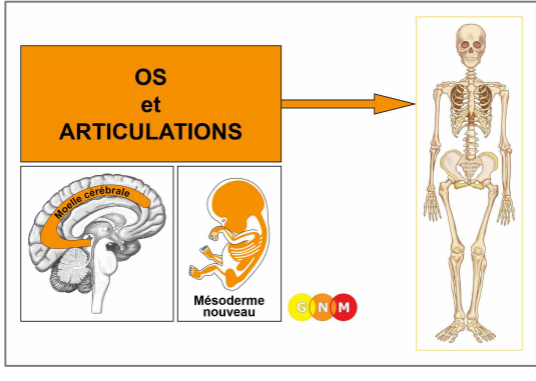 OS
et
ARTICULATIONS
Moelle cérébrale
Mésoderme
nouveau
G N M